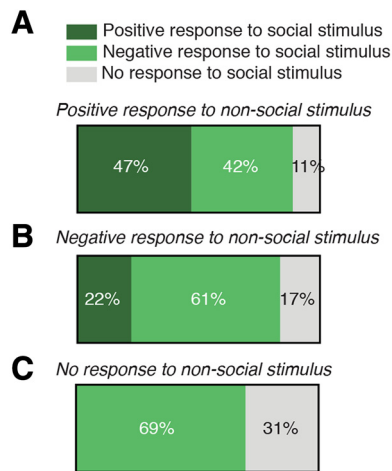 A
Positive response to social stimulus
Negative response to social stimulus
No response to social stimulus
Positive response to non-social stimulus
47% 42% 11%
B
Negative response to non-social stimulus
22% 61% 17%
C
No response to non-social stimulus
69% 31%